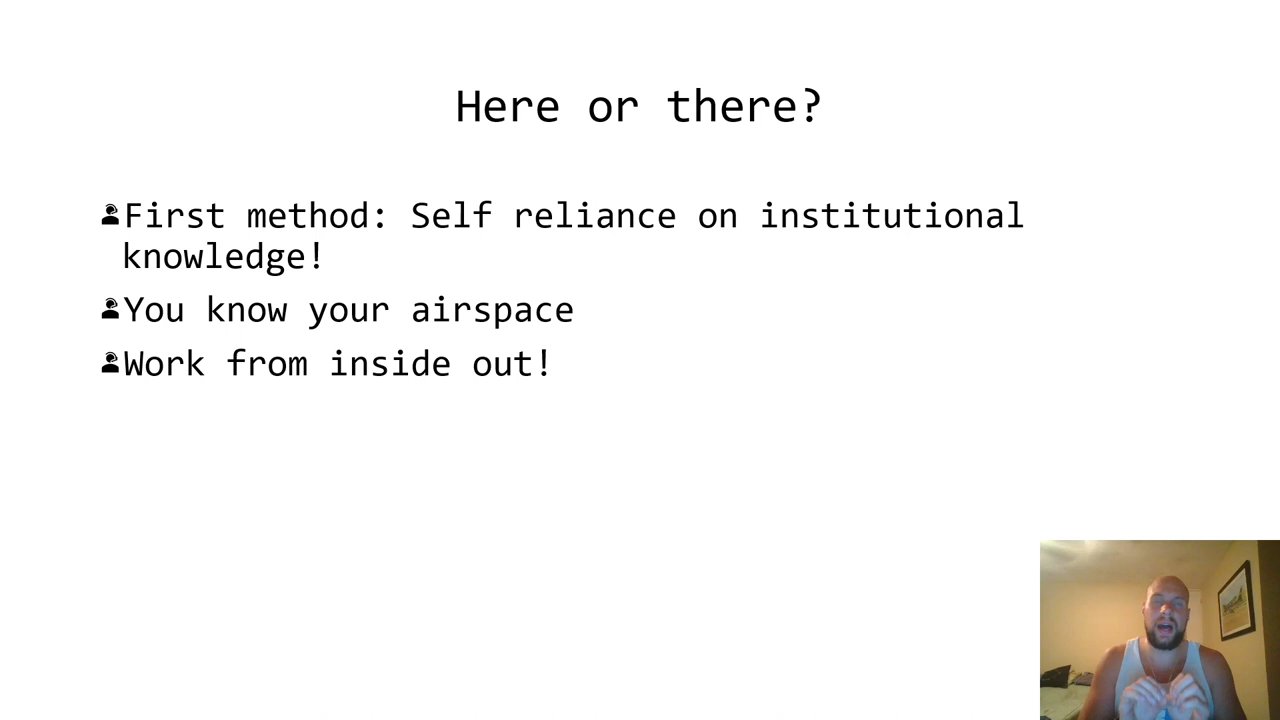 Here or there?
First method: Self reliance on institutional
knowledge!
You know your airspace
Work from inside out!